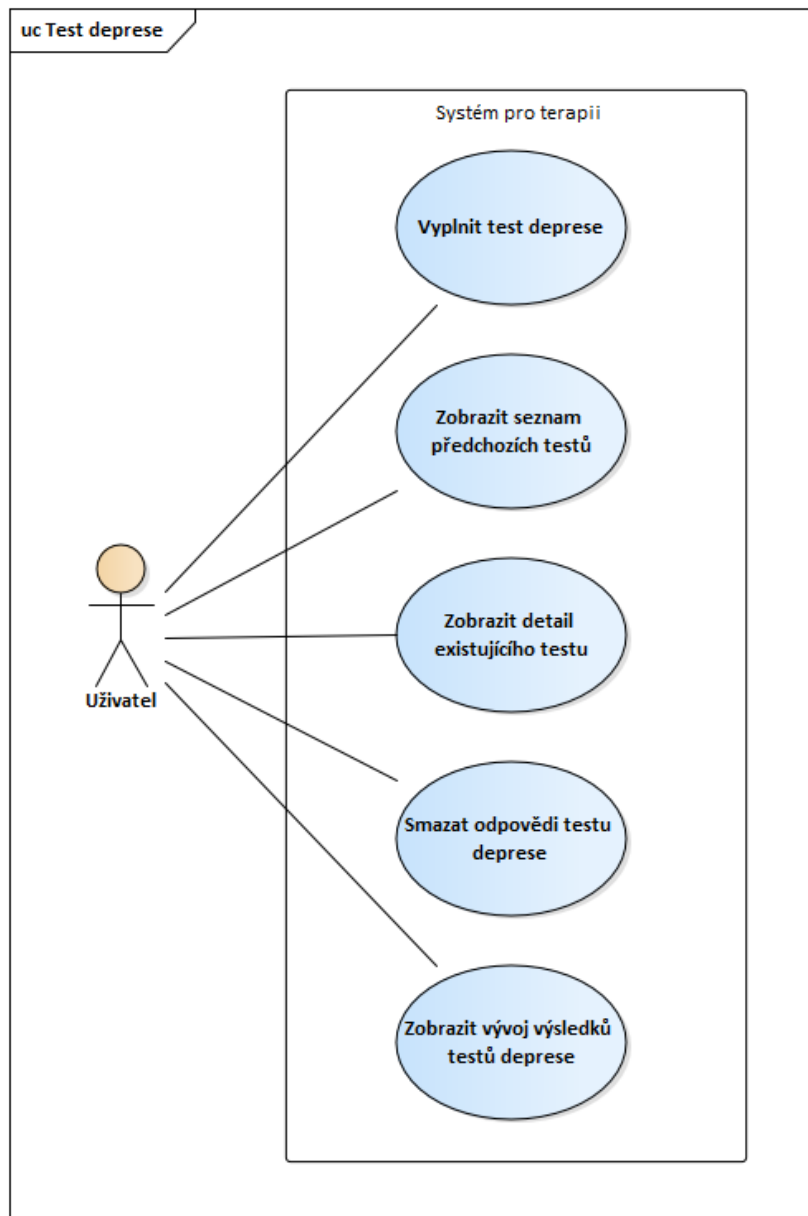 uc Test deprese
Systém pro terapii
Vyplnit test deprese
Zobrazit seznam
předchozích testů
Zobrazit detail
existujícího testu
Uživatel
Smazat odpovědi testu
deprese
Zobrazit vývoj výsledků
testů deprese